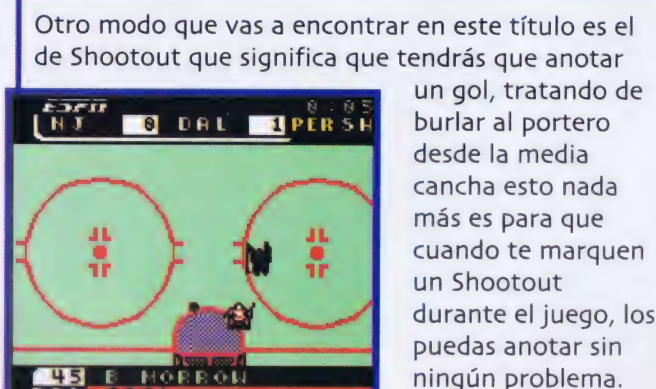 Otro modo que vas a encontrar en este título es el
de Shootout que significa que tendrás que anotar
un gol, tratando de
burlar al portero
desde la media
cancha esto nada
más es para que
cuando te marquen
un Shootout
durante el juego, los
puedas anotar sin
ningún problema.
ESPN 0:05
NJ 0 DAL 1 PER SH
45 B MORROW